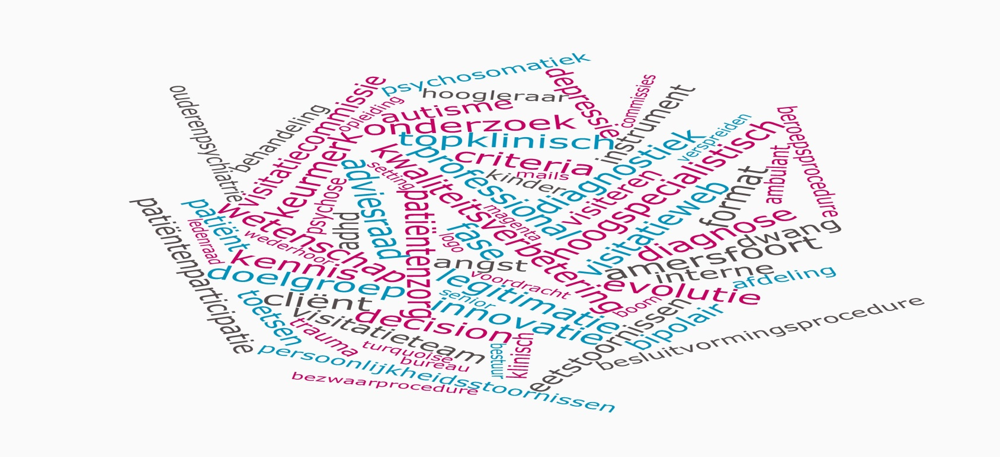 psychosomatiek
depressie
hoogleraar
commissies
visitatiecommissie
ouderenpsychiatrie
instrument
opleiding
autisme
behandeling
onderzoek
beroepsprocedure
verspreiden
topklinisch
keurmerk
diagnostiek
hoogspecialistisch
kwaliteitsverbetering
professional
criteria
ambulant
adviesraad
setting
mails
kinder
visiteren
format
psychose
visitatieweb
patiëntenzorg
patiënt
patiëntenparticipatie
wetenschap
adhd
magenta
diagnose
ledenraad
wederhoor
fase
logo
dwang
amersfoort
kennis
angst
interne
doelgroep
legitimatie
voordracht
afdeling
evolutie
toetsen
cliënt
senior
innovatie
boom
visitatieteam
decision
eetstoornissen
bipolair
besluitvormingsprocedure
trauma
turquoise
bureau
bestuur
klinisch
persoonlijkheidsstoornissen
bezwaarprocedure